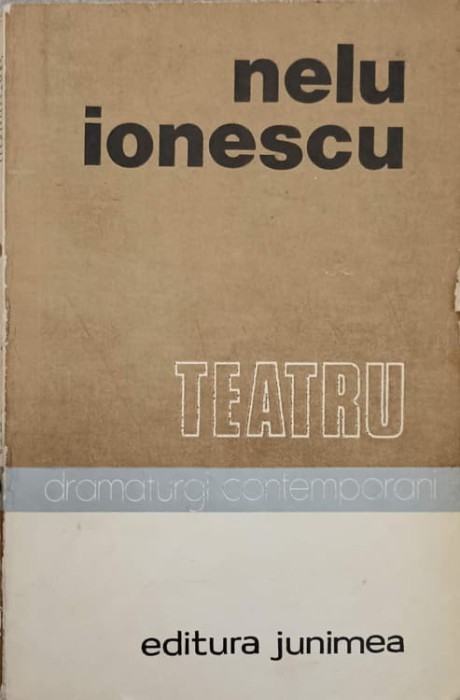 nelu
ionescu
TEATRU
dramaturgi contemporani
editura junimea